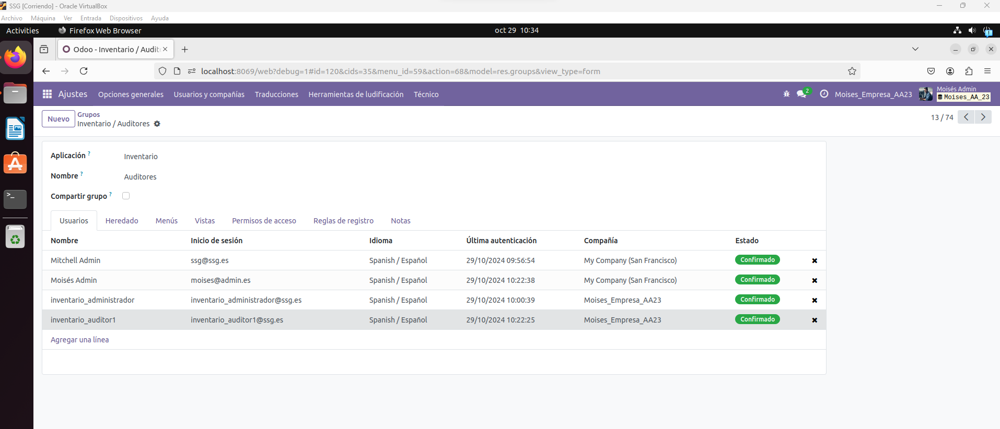 SSG [Corriendo] - Oracle VirtualBox
Archivo Máquina Ver Entrada Dispositivos Ayuda
Activities Firefox Web Browser oct 29 10:34
Odoo - Inventario / Audit
localhost:8069/web?debug=1#id=120&cids=35&menu_id=59&action=68&model=res.groups&view_type=form
Ajustes Opciones generales Usuarios y compañías Traducciones Herramientas de ludificación Técnico 2 Moises_Empresa_AA23 Moisés Admin
Moises_AA_23
Nuevo Grupos
Inventario / Auditores
13 / 74
Aplicación ? Inventario
Nombre ? Auditores
Compartir grupo ?
Usuarios Heredado Menús Vistas Permisos de acceso Reglas de registro Notas
Nombre Inicio de sesión Idioma Última autenticación Compañía Estado
Mitchell Admin ssg@ssg.es Spanish / Español 29/10/2024 09:56:54 My Company (San Francisco) Confirmado
Moisés Admin moises@admin.es Spanish / Español 29/10/2024 10:22:38 My Company (San Francisco) Confirmado
inventario_administrador inventario_administrador@ssg.es Spanish / Español 29/10/2024 10:00:39 Moises_Empresa_AA23 Confirmado
inventario_auditor1 inventario_auditor1@ssg.es Spanish / Español 29/10/2024 10:22:25 Moises_Empresa_AA23 Confirmado
Agregar una línea